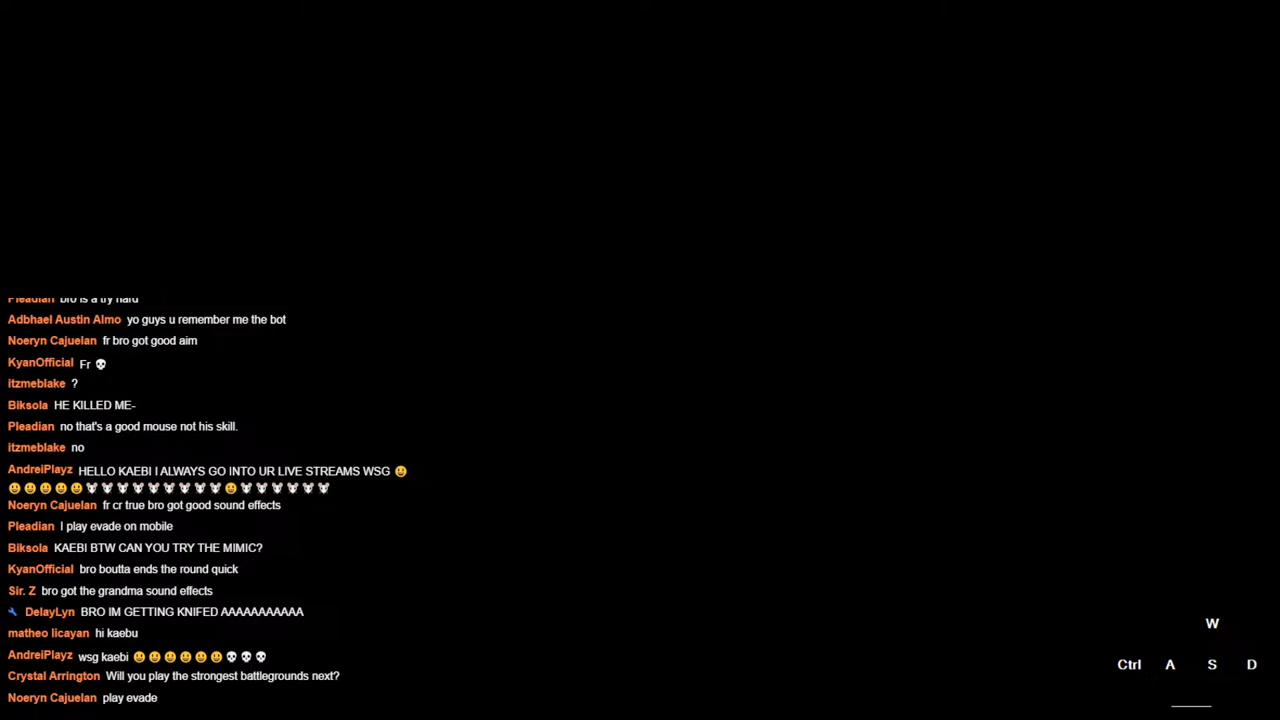 Pleadian bro is a try hard
Adbhael Austin Almo yo guys u remember me the bot
Noeryn Cajuelan fr bro got good aim
KyanOfficial Fr 💀
itzmeblake ?
Biksola HE KILLED ME-
Pleadian no that's a good mouse not his skill.
itzmeblake no
AndreiPlayz HELLO KAEBI I ALWAYS GO INTO UR LIVE STREAMS WSG 😃
😃😃😃😃😃🐭🐭🐭🐭🐭🐭🐭🐭🐭😃🐭🐭🐭🐭🐭🐭
Noeryn Cajuelan fr cr true bro got good sound effects
Pleadian I play evade on mobile
Biksola KAEBI BTW CAN YOU TRY THE MIMIC?
KyanOfficial bro boutta ends the round quick
Sir. Z bro got the grandma sound effects
DelayLyn BRO IM GETTING KNIFED AAAAAAAAAAA
matheo licayan hi kaebu
AndreiPlayz wsg kaebi 😃😃😃😃😃😃💀💀💀
Crystal Arrington Will you play the strongest battlegrounds next?
Noeryn Cajuelan play evade
W
Ctrl A S D